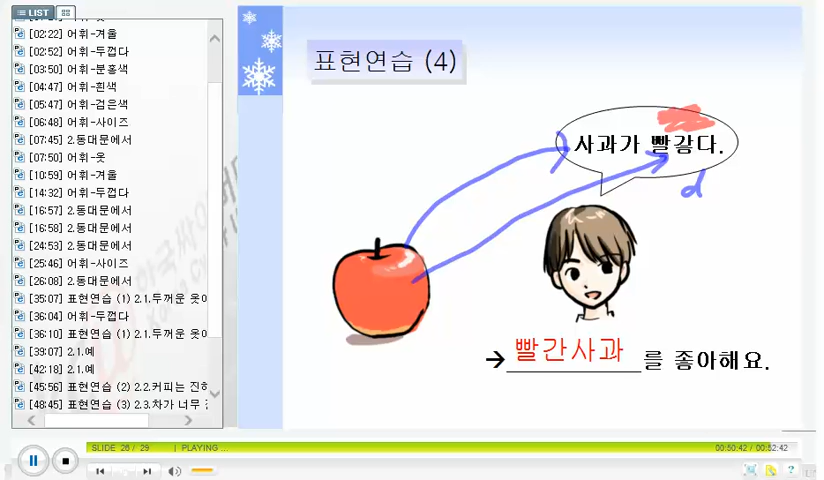 LIST
[02:22] 어휘-겨울
[02:52] 어휘-두껍다
[03:50] 어휘-분홍색
[04:47] 어휘-흰색
[05:47] 어휘-검은색
[06:48] 어휘-사이즈
[07:45] 2.동대문에서
[07:50] 어휘-옷
[10:59] 어휘-겨울
[14:32] 어휘-두껍다
[16:57] 2.동대문에서
[16:58] 2.동대문에서
[24:53] 2.동대문에서
[25:46] 어휘-사이즈
[26:08] 2.동대문에서
[35:07] 표현연습 (1) 2.1.두꺼운 옷이
[36:04] 어휘-두껍다
[36:10] 표현연습 (1) 2.1.두꺼운 옷이
[39:07] 2.1.예
[42:18] 2.1.예
[45:56] 표현연습 (2) 2.2.커피는 진하
[48:45] 표현연습 (3) 2.3.차가 너무
표현연습 (4)
사과가 빨갛다.
d
→ 빨간사과 를 좋아해요.
SLIDE 28 / 29 | PLAYING ...
00:50:42 / 00:52:42